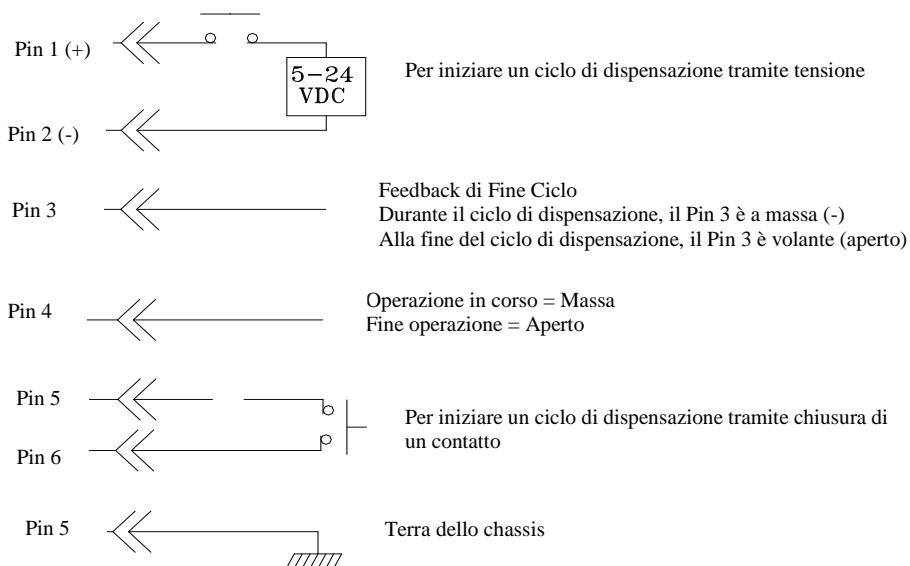 Pin 1 (+)
5-24
VDC
Per iniziare un ciclo di dispensazione tramite tensione
Pin 2 (-)
Pin 3
Feedback di Fine Ciclo
Durante il ciclo di dispensazione, il Pin 3 è a massa (-)
Alla fine del ciclo di dispensazione, il Pin 3 è volante (aperto)
Pin 4
Operazione in corso = Massa
Fine operazione = Aperto
Pin 5
Per iniziare un ciclo di dispensazione tramite chiusura di
un contatto
Pin 6
Pin 5
Terra dello chassis